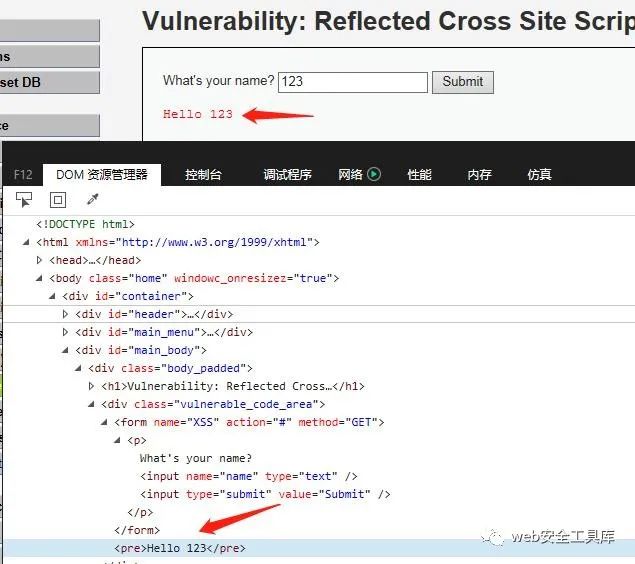 Vulnerability: Reflected Cross Site Scrip
ns
set DB
What's your name? 123 Submit
ce
Hello 123
F12 DOM 资源管理器 控制台 调试程序 网络 性能 内存 仿真
<!DOCTYPE html>
<html xmlns="http://www.w3.org/1999/xhtml">
<head>…</head>
<body class="home" windowc_onresizez="true">
<div id="container">
<div id="header">…</div>
<div id="main_menu">…</div>
<div id="main_body">
<div class="body_padded">
<h1>Vulnerability: Reflected Cros…</h1>
<div class="vulnerable_code_area">
<form name="XSS" action="#" method="GET">
<p>
What's your name?
<input name="name" type="text" />
<input type="submit" value="Submit" />
</p>
</form>
<pre>Hello 123</pre>
web安全工具库